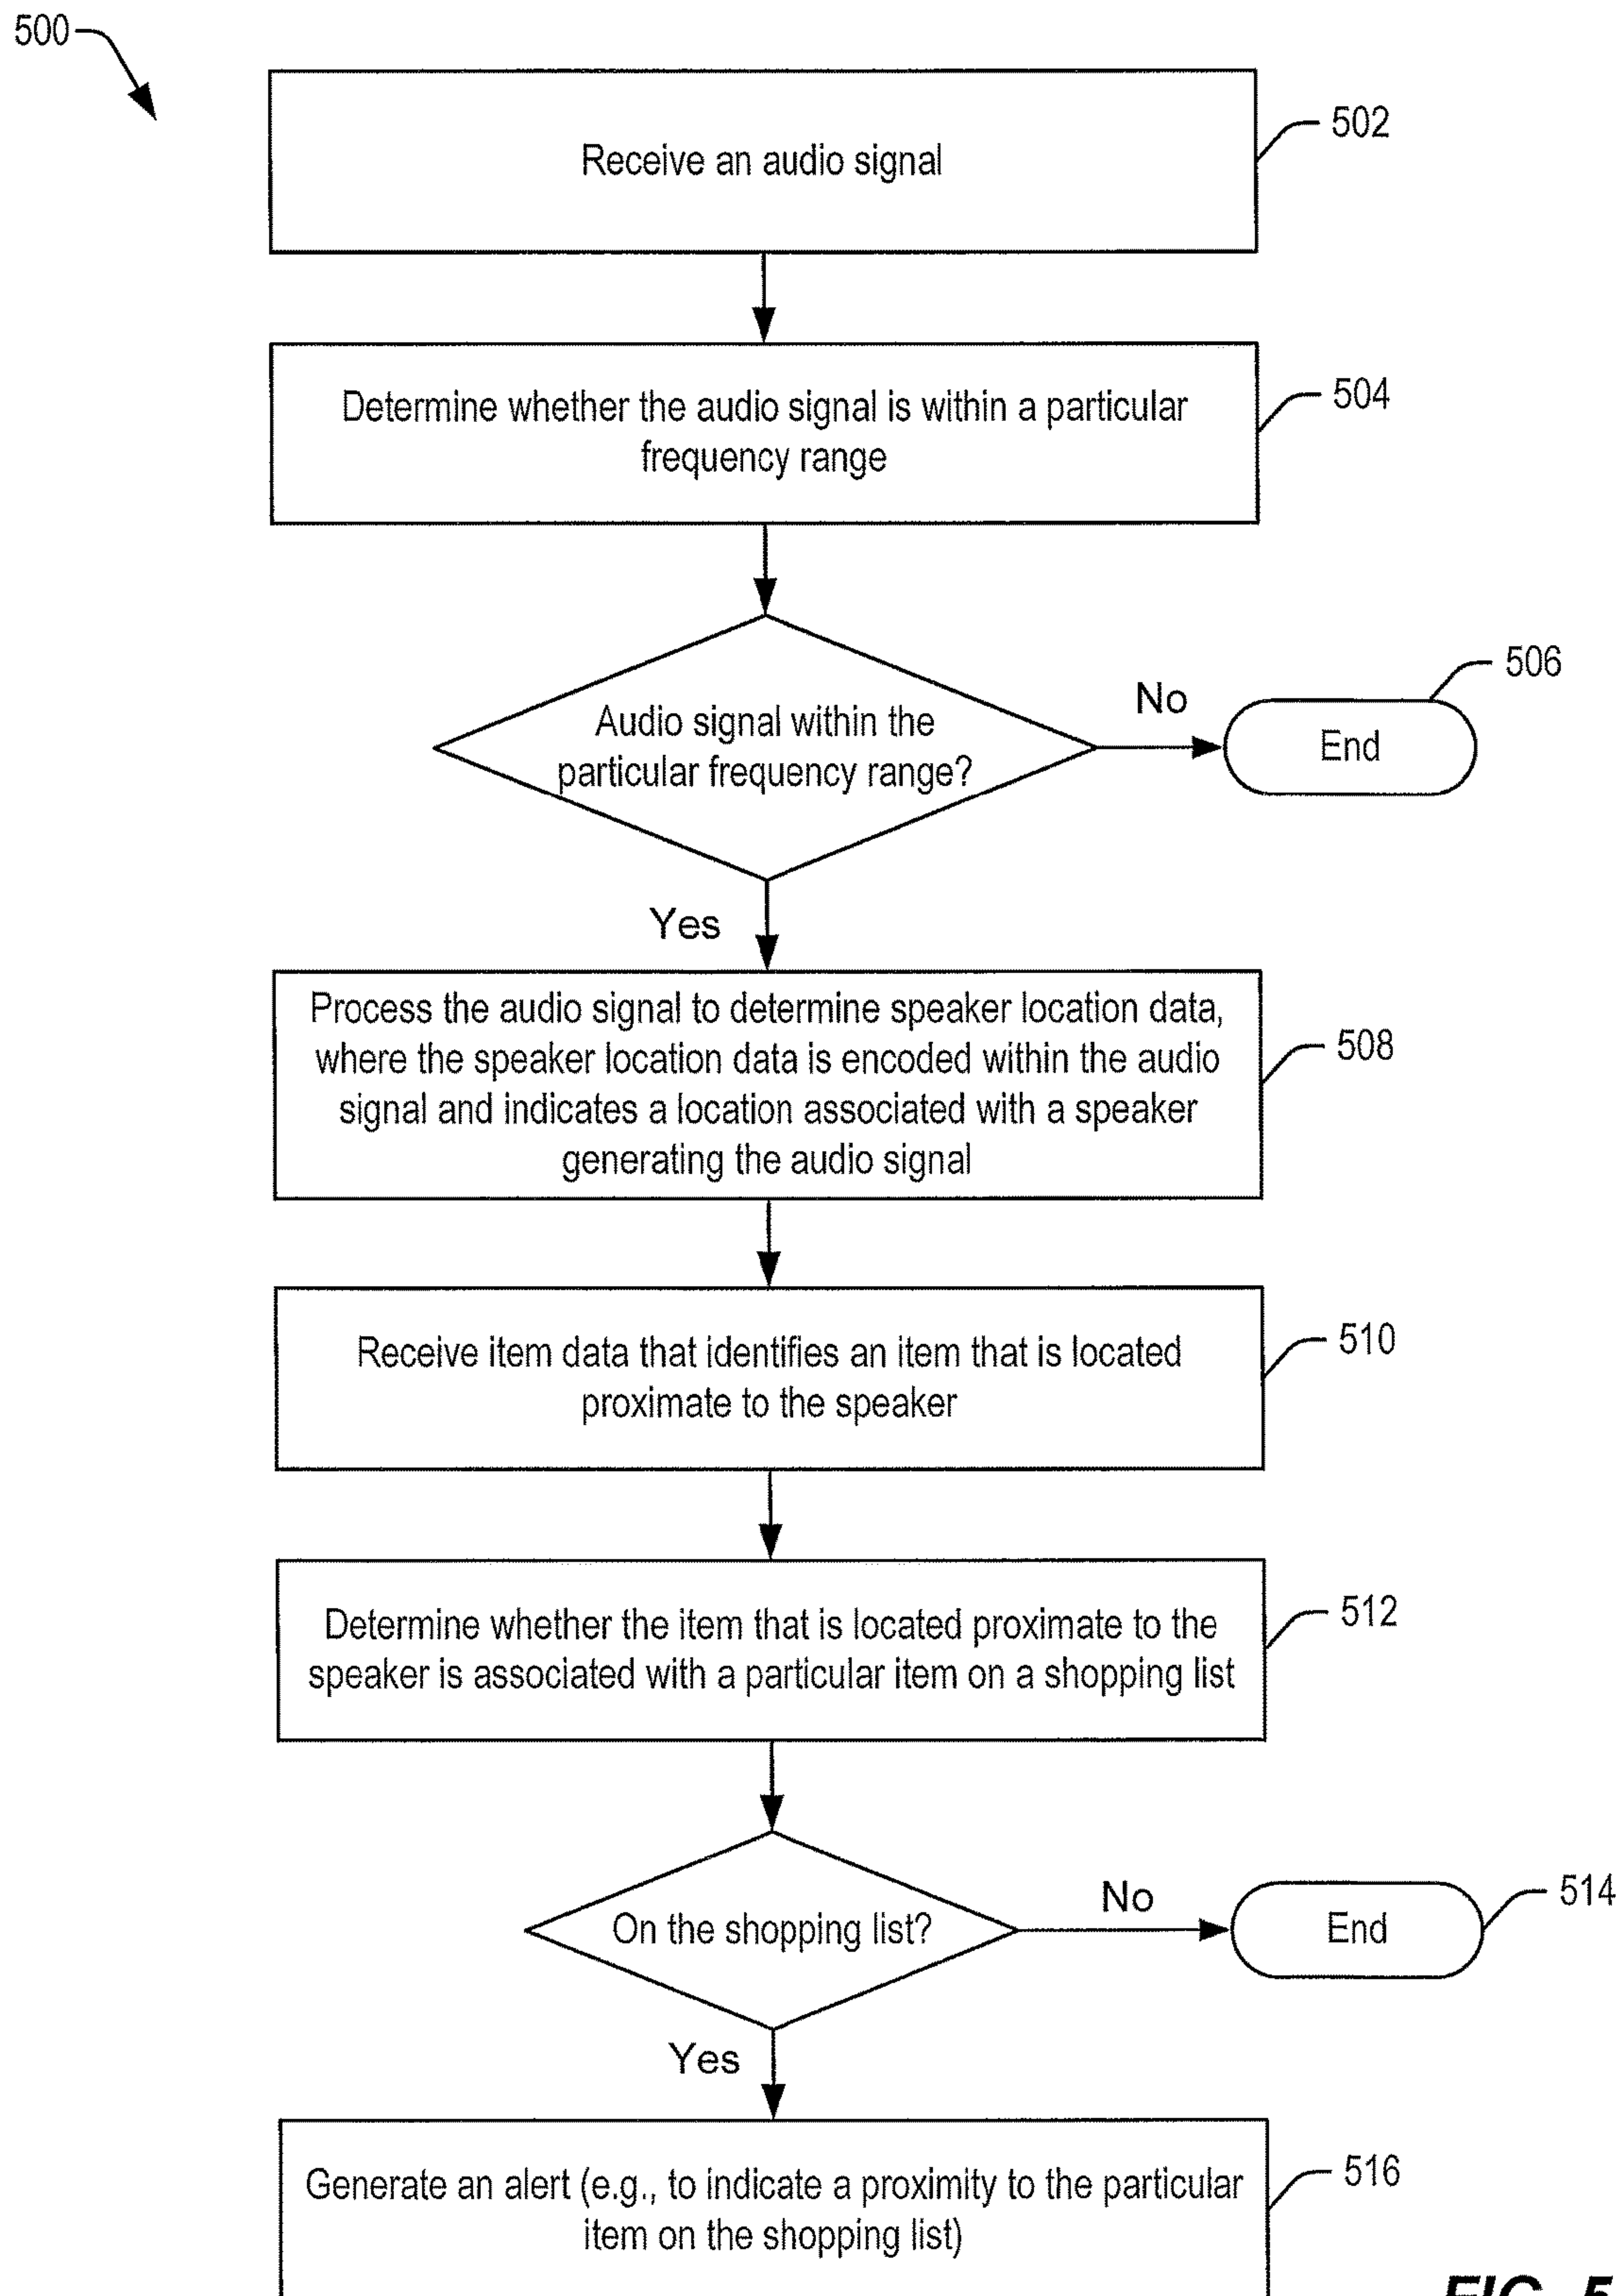 500
502
Receive an audio signal
504
Determine whether the audio signal is within a particular
frequency range
506
No
Audio signal within the
particular frequency range?
End
Yes
Process the audio signal to determine speaker location data,
where the speaker location data is encoded within the audio
signal and indicates a location associated with a speaker
generating the audio signal
508
Receive item data that identifies an item that is located
proximate to the speaker
510
Determine whether the item that is located proximate to the
speaker is associated with a particular item on a shopping list
512
514
No
On the shopping list?
End
Yes
Generate an alert (e.g., to indicate a proximity to the particular
item on the shopping list)
516
FIG. 5